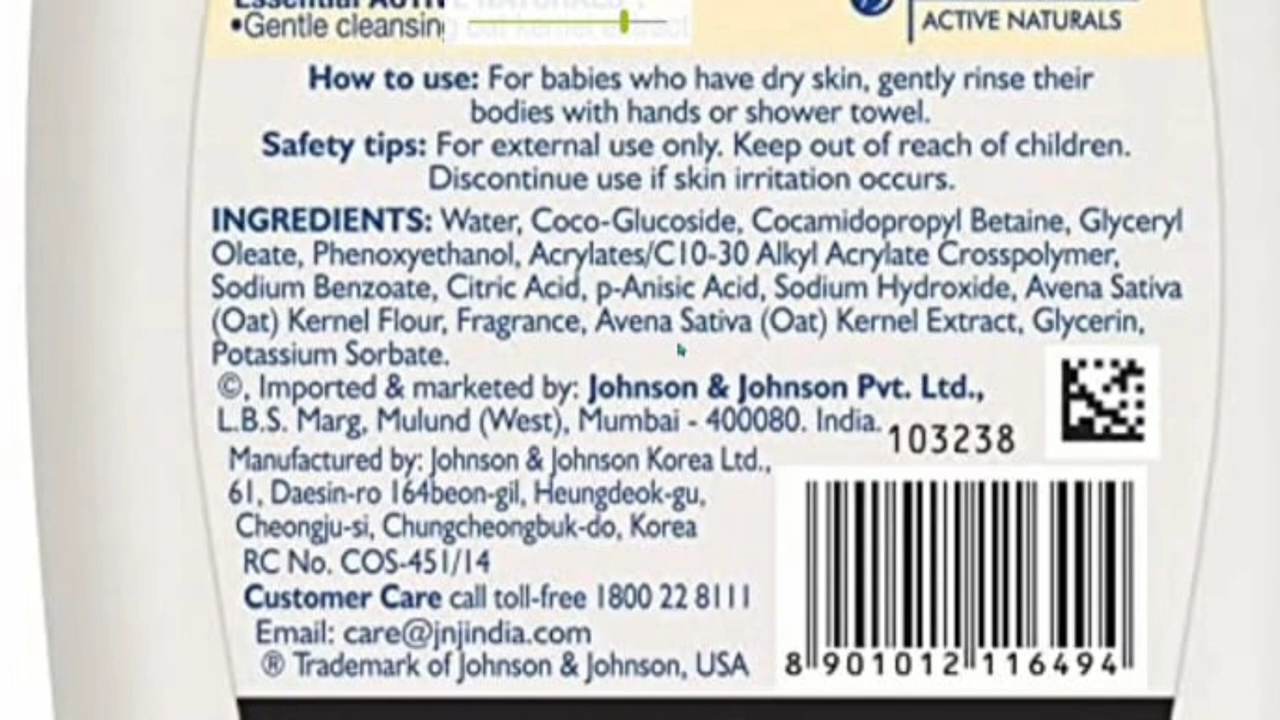 Essential ACTIVE NATURALS
•Gentle cleansing oat kernel extract
ACTIVE NATURALS
How to use: For babies who have dry skin, gently rinse their
bodies with hands or shower towel.
Safety tips: For external use only. Keep out of reach of children.
Discontinue use if skin irritation occurs.
INGREDIENTS: Water, Coco-Glucoside, Cocamidopropyl Betaine, Glyceryl
Oleate, Phenoxyethanol, Acrylates/C10-30 Alkyl Acrylate Crosspolymer,
Sodium Benzoate, Citric Acid, p-Anisic Acid, Sodium Hydroxide, Avena Sativa
(Oat) Kernel Flour, Fragrance, Avena Sativa (Oat) Kernel Extract, Glycerin,
Potassium Sorbate.
©, Imported & marketed by: Johnson & Johnson Pvt. Ltd.,
L.B.S. Marg, Mulund (West), Mumbai - 400080. India.
103238
Manufactured by: Johnson & Johnson Korea Ltd.,
61, Daesin-ro 164beon-gil, Heungdeok-gu,
Cheongju-si, Chungcheongbuk-do, Korea
RC No. COS-451/14
Customer Care call toll-free 1800 22 8111
Email: care@jnjindia.com
® Trademark of Johnson & Johnson, USA
8 901012 116494